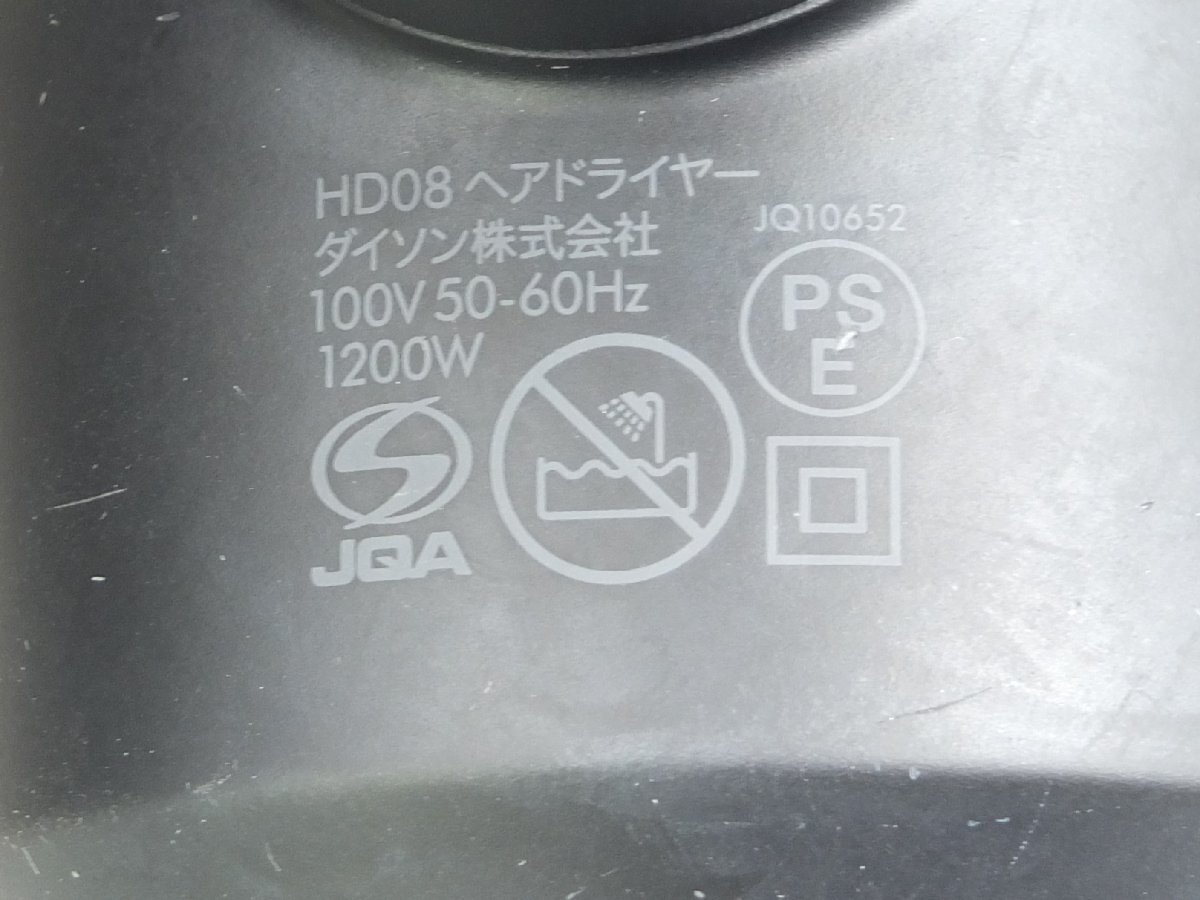 HD08 ヘアドライヤー
ダイソン株式会社
100V 50-60Hz
1200W
JQ10652
PS
E
JQA